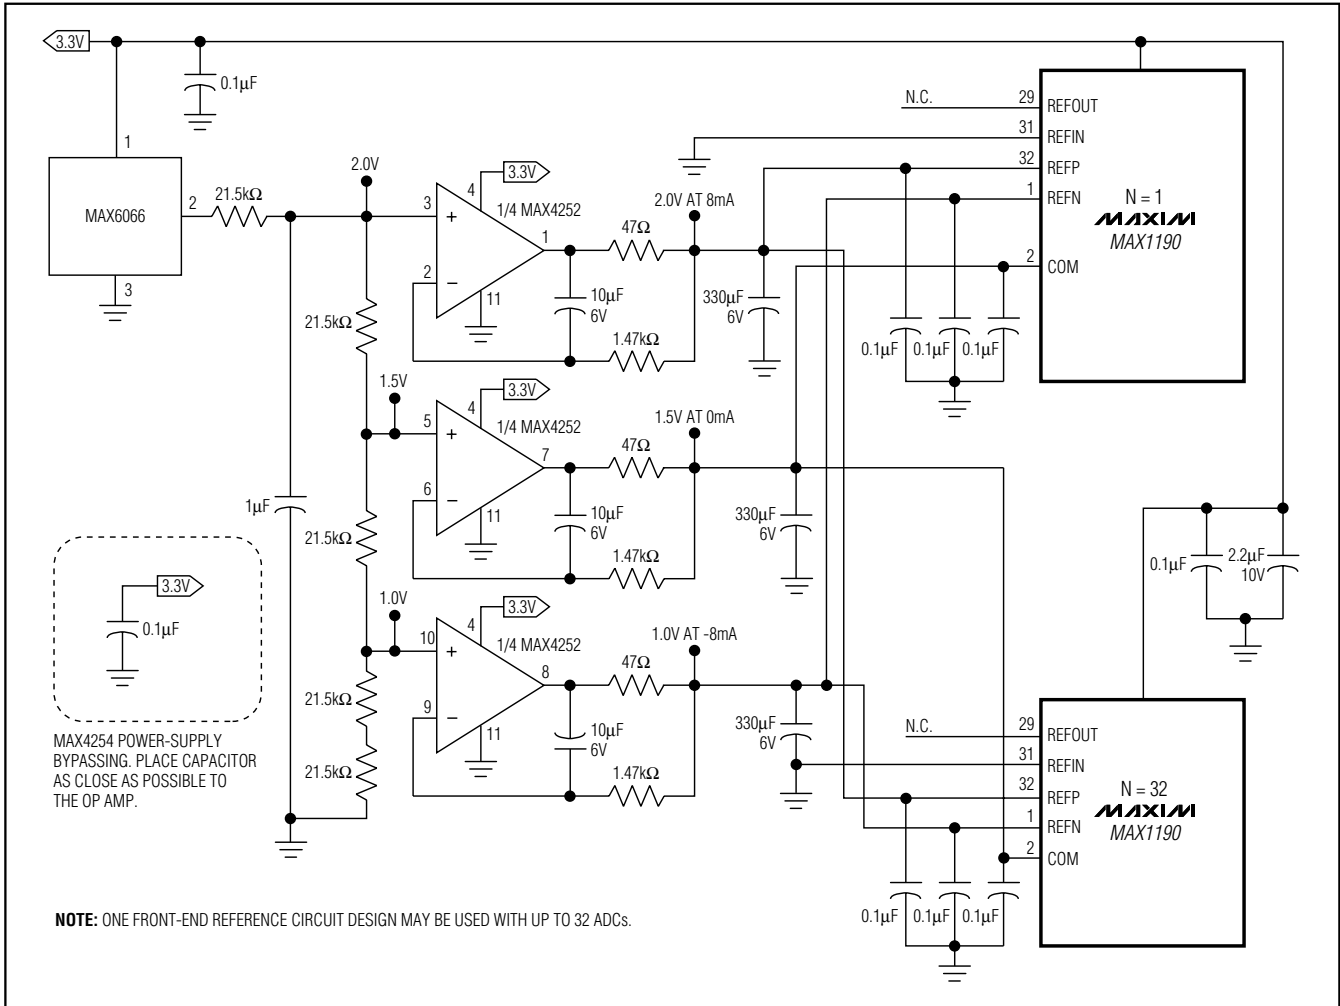 3.3V
0.1µF
1
MAX6066
2
3
21.5kΩ
2.0V
3
+
4
3.3V
1/4 MAX4252
1
2
−
11
47Ω
2.0V AT 8mA
10µF
6V
1.47kΩ
330µF
6V
21.5kΩ
1.5V
5
+
4
3.3V
1/4 MAX4252
7
6
−
11
47Ω
1.5V AT 0mA
10µF
6V
1.47kΩ
330µF
6V
1µF
21.5kΩ
1.0V
10
+
4
3.3V
1/4 MAX4252
8
9
−
11
47Ω
1.0V AT -8mA
10µF
6V
1.47kΩ
330µF
6V
21.5kΩ
21.5kΩ
3.3V
0.1µF
MAX4254 POWER-SUPPLY
BYPASSING. PLACE CAPACITOR
AS CLOSE AS POSSIBLE TO
THE OP AMP.
N.C.
29 REFOUT
31 REFIN
32 REFP
1 REFN
2 COM
N = 1
MAXIM
MAX1190
0.1µF 0.1µF 0.1µF
0.1µF
2.2µF
10V
N.C.
29 REFOUT
31 REFIN
32 REFP
1 REFN
2 COM
N = 32
MAXIM
MAX1190
0.1µF 0.1µF 0.1µF
NOTE: ONE FRONT-END REFERENCE CIRCUIT DESIGN MAY BE USED WITH UP TO 32 ADCs.